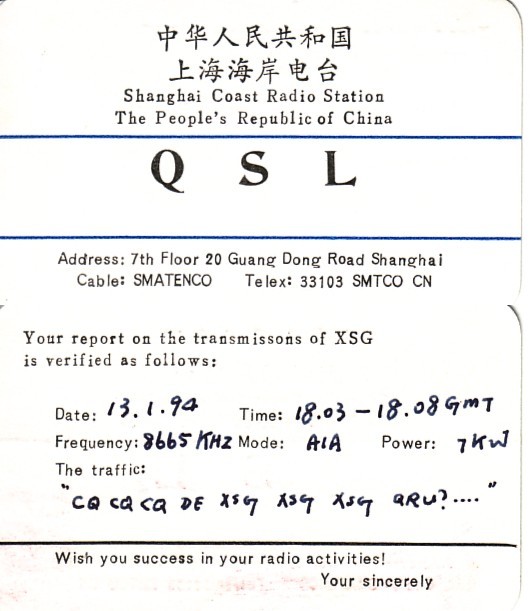 中华人民共和国
上海海岸电台
Shanghai Coast Radio Station
The People's Republic of China
Q S L
Address: 7th Floor 20 Guang Dong Road Shanghai
Cable: SMATENCO Telex: 33103 SMTCO CN
Your report on the transmissons of XSG
is verified as follows:
Date: 13.1.94 Time: 18.03 - 18.08 GMT
Frequency: 8665 KHZ Mode: A1A Power: 7KW
The traffic:
"CQ CQ CQ DE XSG XSG XSG QRU?...."
Wish you success in your radio activities!
Your sincerely